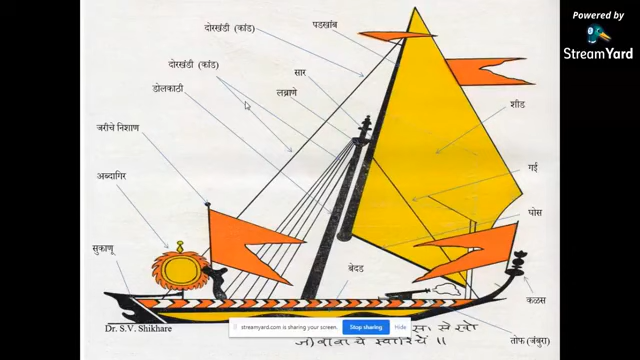 Powered by
StreamYard
दोरखंडी (कांड)
पडखांब
दोरखंडी (कांड)
सार
डोलकाठी
लब्राणे
शीड
जरीचे निशाण
अब्दागिर
गई
घोस
सुकाणू
बेदड
कळस
Dr. S.V. Shikhare
streamyard.com is sharing your screen.
Stop sharing
Hide
तोफ (जंबुरा)